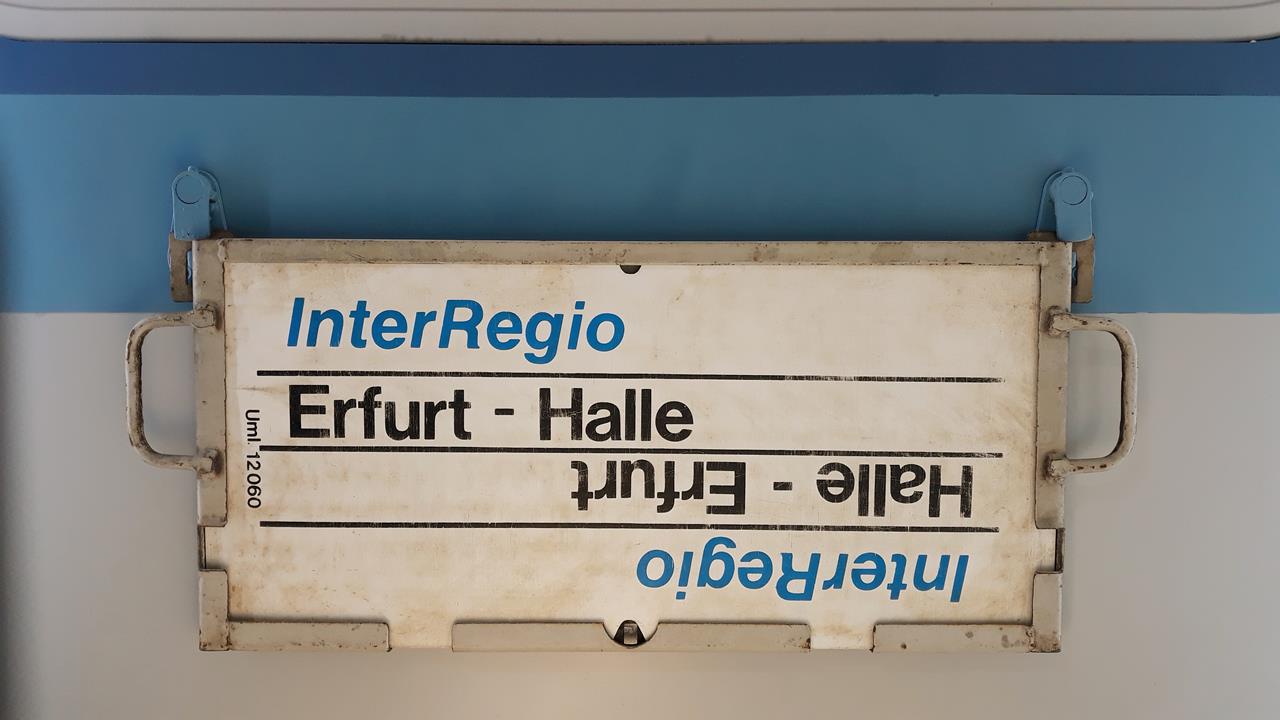 InterRegio
Erfurt - Halle
Halle - Erfurt
InterRegio
Uml. 12060